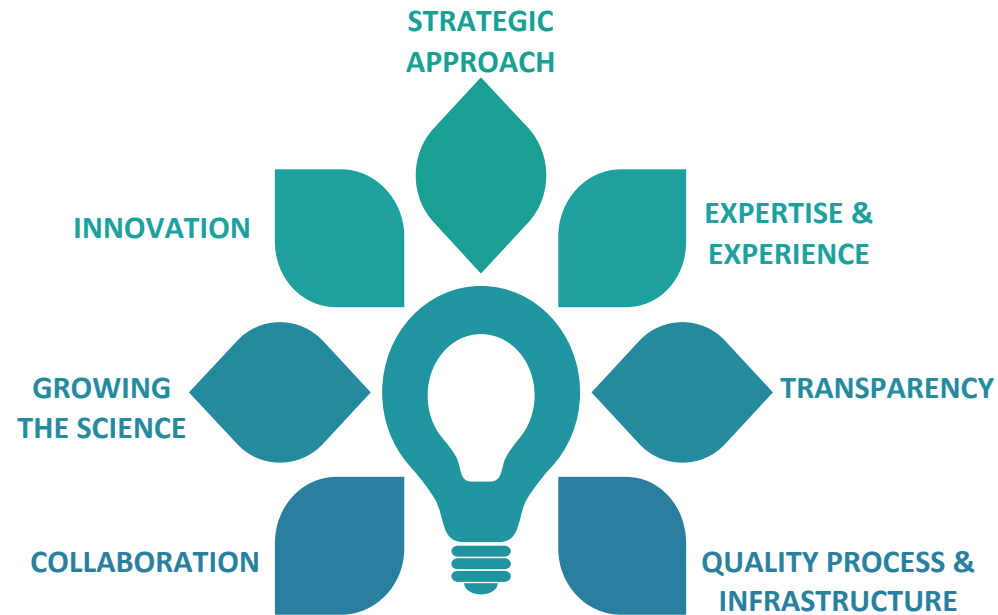 STRATEGIC
APPROACH
INNOVATION
EXPERTISE &
EXPERIENCE
GROWING
THE SCIENCE
TRANSPARENCY
COLLABORATION
QUALITY PROCESS &
INFRASTRUCTURE